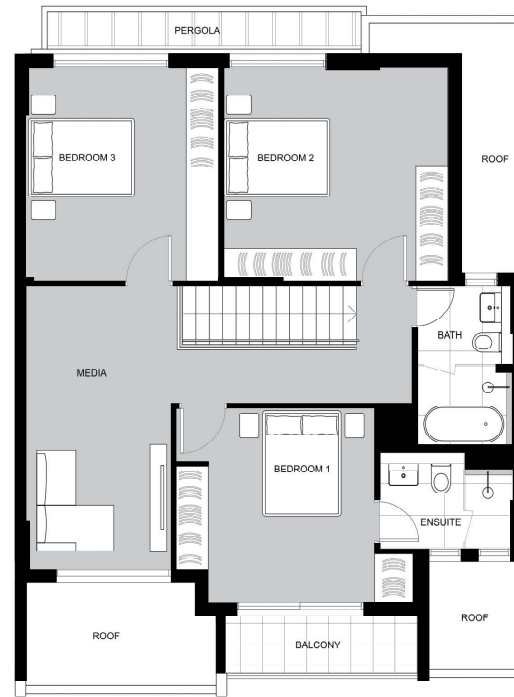 PERGOLA
BEDROOM 3
BEDROOM 2
ROOF
BATH
MEDIA
BEDROOM 1
ENSUITE
ROOF
BALCONY
ROOF